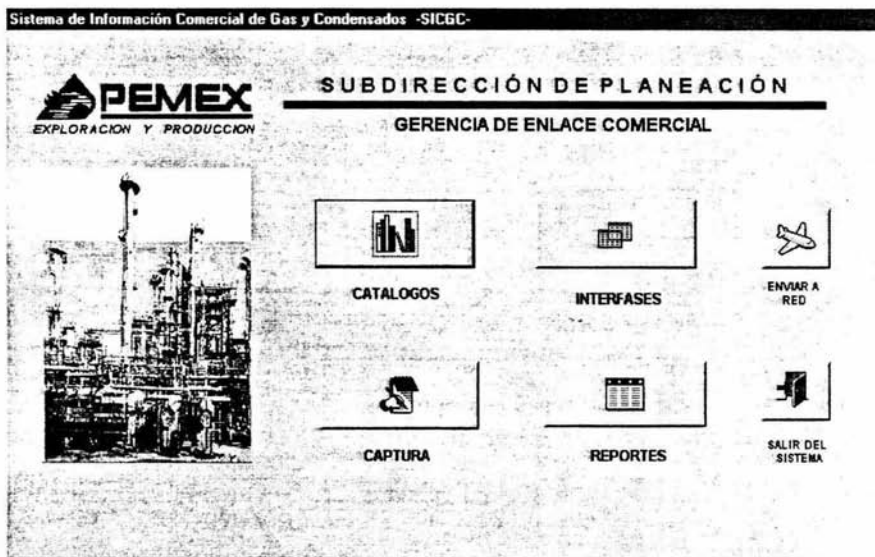 Sistema de Información Comercial de Gas y Condensados -SICGC-
PEMEX
EXPLORACION Y PRODUCCION
SUBDIRECCIÓN DE PLANEACIÓN
GERENCIA DE ENLACE COMERCIAL
CATALOGOS
INTERFASES
ENVIAR A
RED
CAPTURA
REPORTES
SALIR DEL
SISTEMA